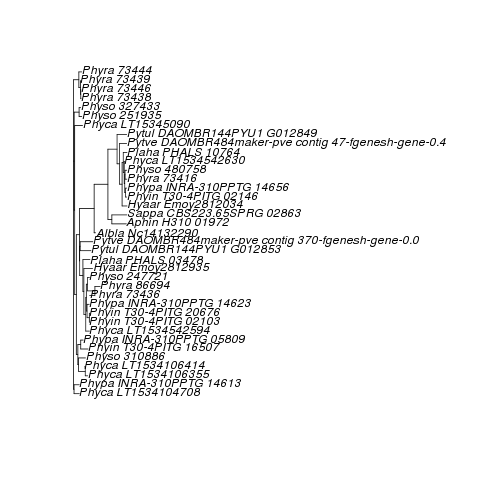 Phyra 73444
Phyra 73439
Phyra 73446
Phyra 73438
Physo 327433
Physo 251935
Phyca LT15345090
Pytul DAOMBR144PYU1 G012849
Pytve DAOMBR484maker-pve contig 47-fgenesh-gene-0.4
Plaha PHALS 10764
Phyca LT1534542630
Physo 480758
Phyra 73416
Phypa INRA-310PPTG 14656
Phyin T30-4PITG 02146
Hyaar Emoy2812034
Sappa CBS223.65SPRG 02863
Aphin H310 01972
Albla Nc14132290
Pytve DAOMBR484maker-pve contig 370-fgenesh-gene-0.0
Pytul DAOMBR144PYU1 G012853
Plaha PHALS 03478
Hyaar Emoy2812935
Physo 247721
Phyra 86694
Phyra 73436
Phypa INRA-310PPTG 14623
Phyin T30-4PITG 20676
Phyin T30-4PITG 02103
Phyca LT1534542594
Phypa INRA-310PPTG 05809
Phyin T30-4PITG 16507
Physo 310886
Phyca LT1534106414
Phyca LT1534106355
Phypa INRA-310PPTG 14613
Phyca LT1534104708